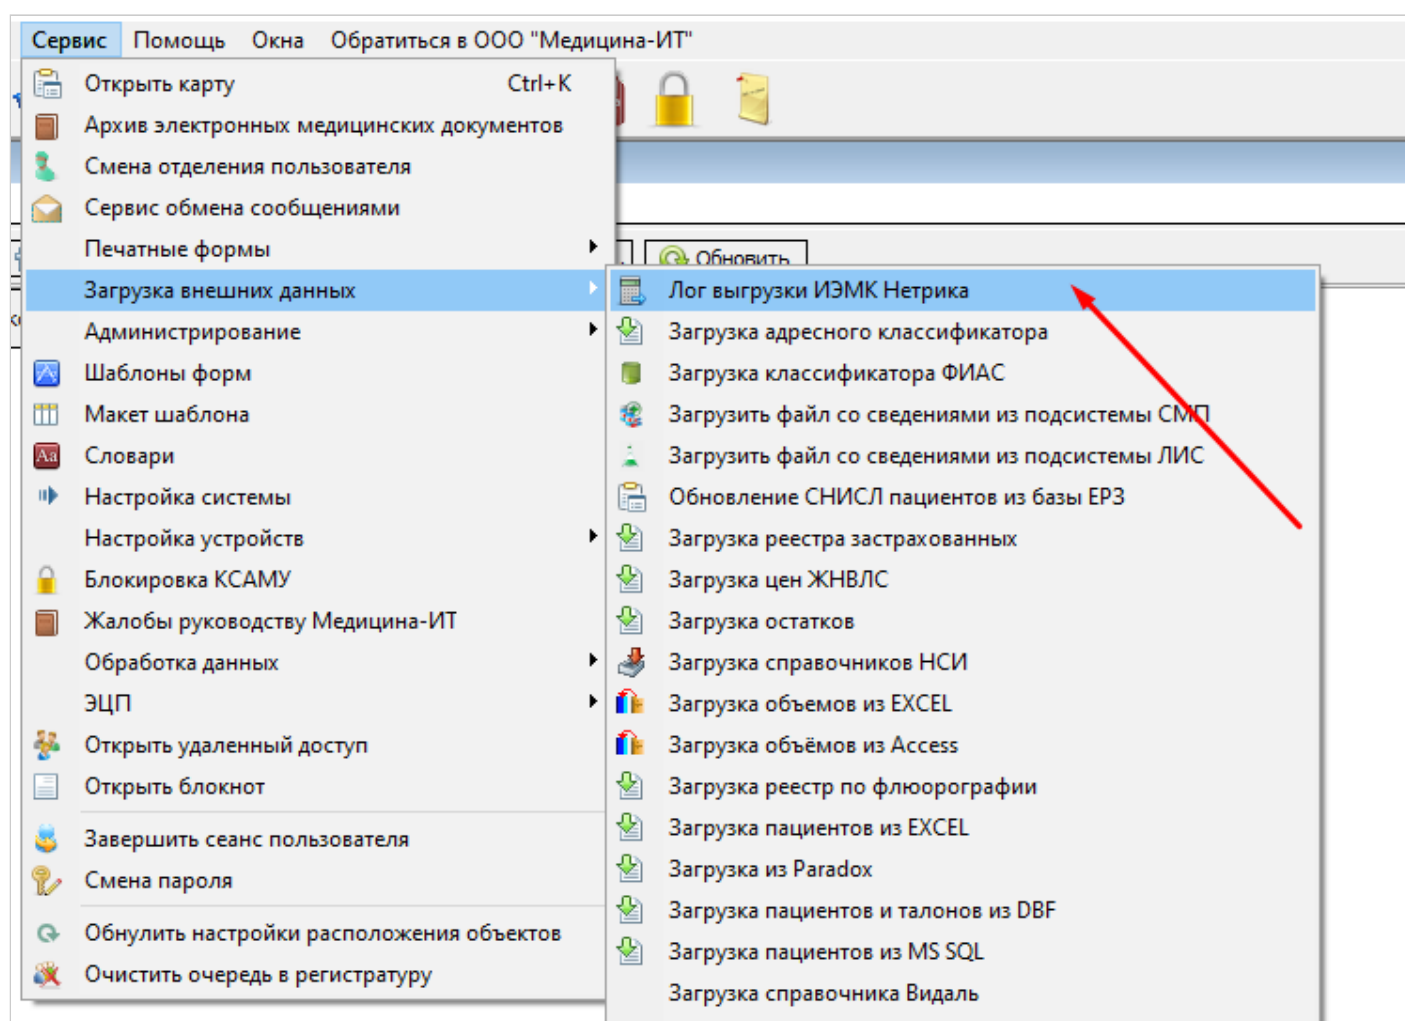 Сервис Помощь Окна Обратиться в ООО "Медицина-ИТ"
Открыть карту Ctrl+K
Архив электронных медицинских документов
Смена отделения пользователя
Сервис обмена сообщениями
Печатные формы
Загрузка внешних данных
Администрирование
Шаблоны форм
Макет шаблона
Аа Словари
Настройка системы
Настройка устройств
Блокировка КСАМУ
Жалобы руководству Медицина-ИТ
Обработка данных
ЭЦП
Открыть удаленный доступ
Открыть блокнот
Завершить сеанс пользователя
Смена пароля
Обнулить настройки расположения объектов
Очистить очередь в регистратуру
Обновить
Лог выгрузки ИЭМК Нетрика
Загрузка адресного классификатора
Загрузка классификатора ФИАС
Загрузить файл со сведениями из подсистемы СМП
Загрузить файл со сведениями из подсистемы ЛИС
Обновление СНИСЛ пациентов из базы ЕРЗ
Загрузка реестра застрахованных
Загрузка цен ЖНВЛС
Загрузка остатков
Загрузка справочников НСИ
Загрузка объемов из EXCEL
Загрузка объёмов из Access
Загрузка реестр по флюорографии
Загрузка пациентов из EXCEL
Загрузка из Paradox
Загрузка пациентов и талонов из DBF
Загрузка пациентов из MS SQL
Загрузка справочника Видаль